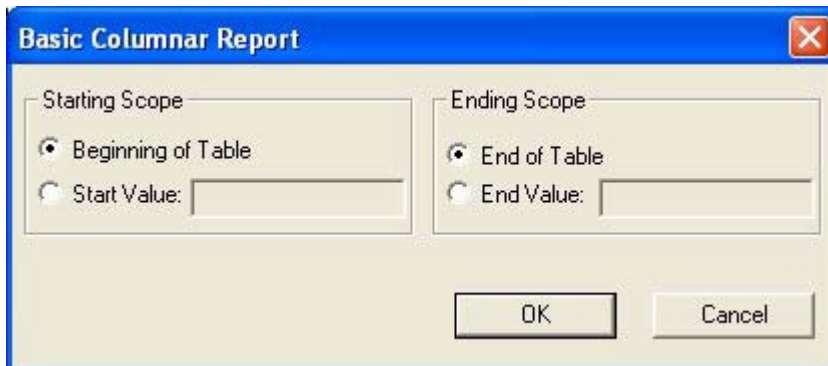 Basic Columnar Report
Starting Scope
Beginning of Table
Start Value:
Ending Scope
End of Table
End Value:
OK
Cancel